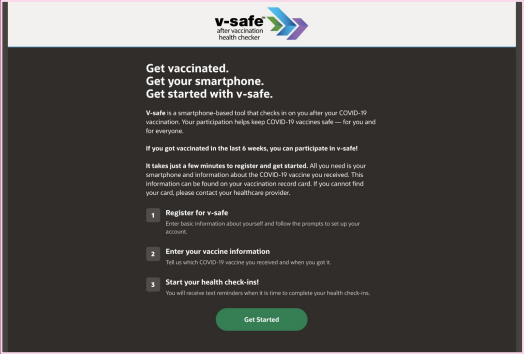 v-safe
after vaccination
health checker
Get vaccinated.
Get your smartphone.
Get started with v-safe.
V-safe is a smartphone-based tool that checks in on you after your COVID-19
vaccination. Your participation helps keep COVID-19 vaccines safe — for you and
for everyone.
If you got vaccinated in the last 6 weeks, you can participate in v-safe!
It takes just a few minutes to register and get started. All you need is your
smartphone and information about the COVID-19 vaccine you received. This
information can be found on your vaccination record card. If you cannot find
your card, please contact your healthcare provider.
1 Register for v-safe
Enter basic information about yourself and follow the prompts to set up your
account.
2 Enter your vaccine information
Tell us which COVID-19 vaccine you received and when you got it.
3 Start your health check-ins!
You will receive text reminders when it is time to complete your health check-ins.
Get Started